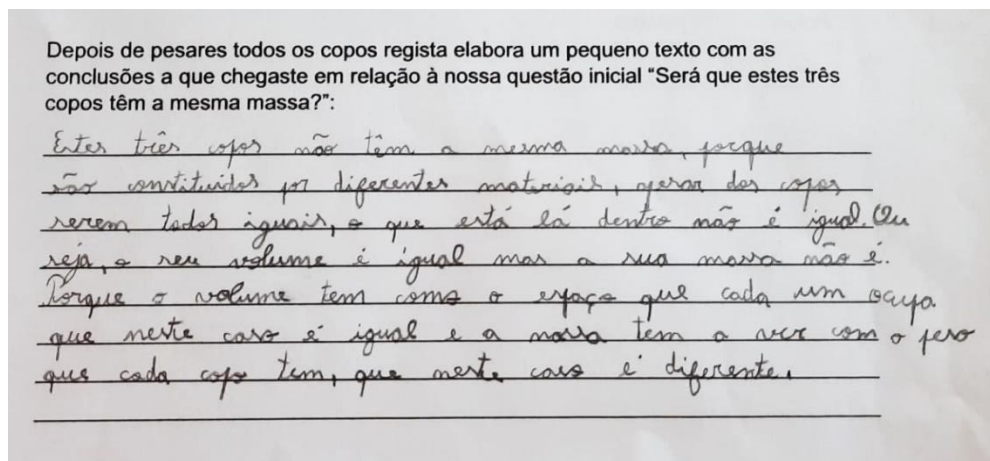 Depois de pesares todos os copos regista elabora um pequeno texto com as
conclusões a que chegaste em relação à nossa questão inicial “Será que estes três
copos têm a mesma massa?”:
Estes três copos não têm a mesma massa, porque
são constituídos por diferentes materiais, apesar dos copos
serem todos iguais, o que está lá dentro não é igual. Ou
seja, o seu volume é igual mas a sua massa não é.
Porque o volume tem como o espaço que cada um ocupa
que neste caso é igual e a massa tem a ver com o peso
que cada copo tem, que neste caso é diferente.